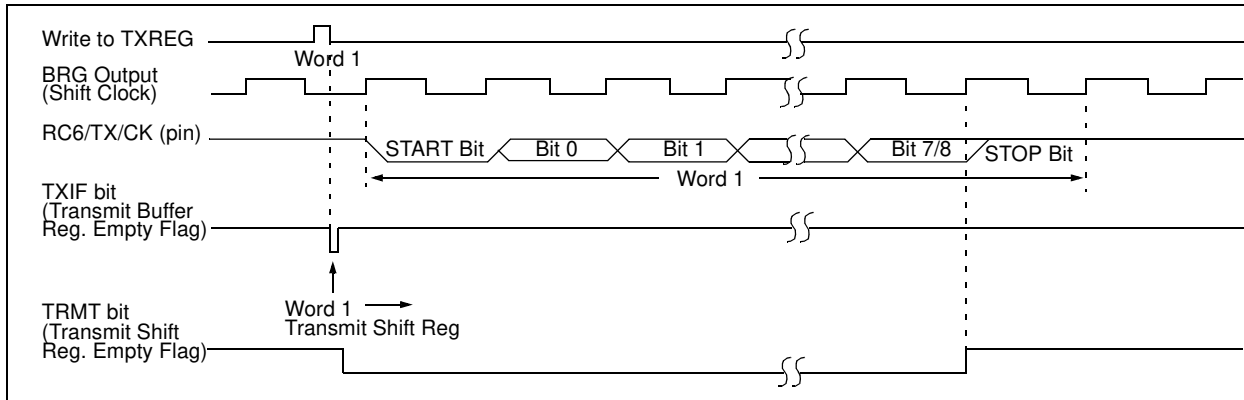 Write to TXREG
Word 1
BRG Output
(Shift Clock)
RC6/TX/CK (pin)
START Bit
Bit 0
Bit 1
Bit 7/8
STOP Bit
Word 1
TXIF bit
(Transmit Buffer
Reg. Empty Flag)
Word 1
Transmit Shift Reg
TRMT bit
(Transmit Shift
Reg. Empty Flag)